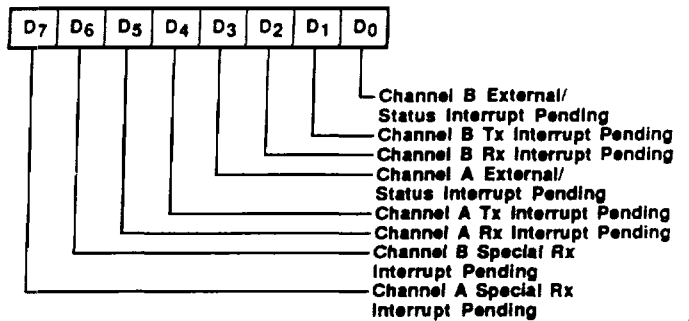 D7 D6 D5 D4 D3 D2 D1 D0
Channel B External/
Status Interrupt Pending
Channel B Tx Interrupt Pending
Channel B Rx Interrupt Pending
Channel A External/
Status Interrupt Pending
Channel A Tx Interrupt Pending
Channel A Rx Interrupt Pending
Channel B Special Rx
Interrupt Pending
Channel A Special Rx
Interrupt Pending